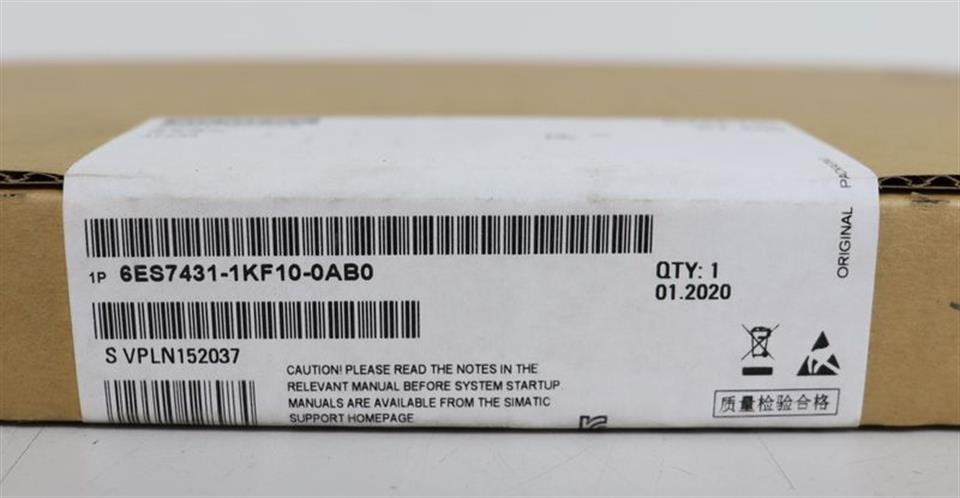 1P 6ES7431-1KF10-0AB0
QTY: 1
01.2020
S VPLN152037
CAUTION! PLEASE READ THE NOTES IN THE
RELEVANT MANUAL BEFORE SYSTEM STARTUP.
MANUALS ARE AVAILABLE FROM THE SIMATIC
SUPPORT HOMEPAGE
质量检验合格
ORIGINAL